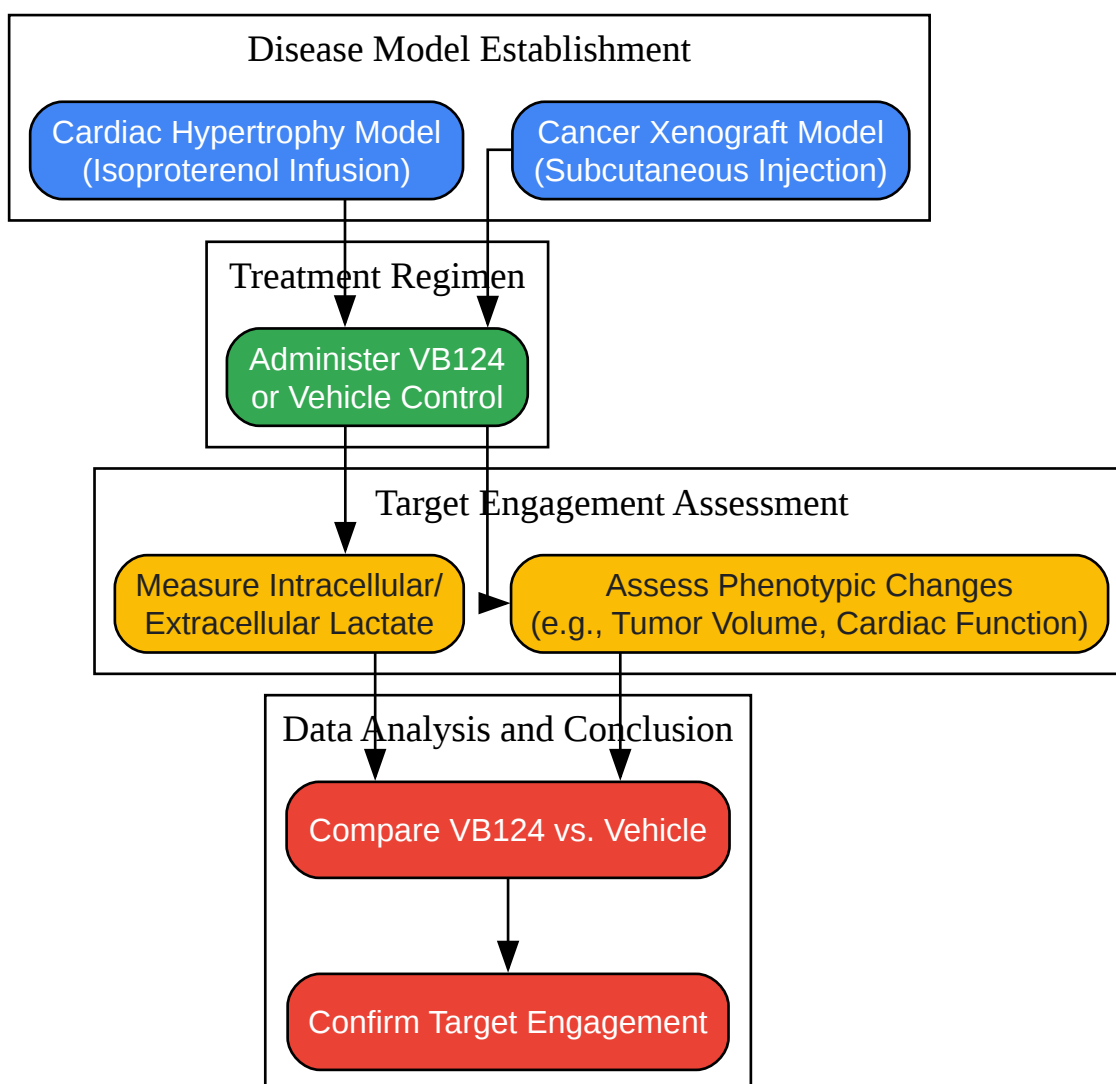 Disease Model Establishment
Cardiac Hypertrophy Model
(Isoproterenol Infusion)
Cancer Xenograft Model
(Subcutaneous Injection)
Treatment Regimen
Administer VB124
or Vehicle Control
Target Engagement Assessment
Measure Intracellular/
Extracellular Lactate
Assess Phenotypic Changes
(e.g., Tumor Volume, Cardiac Function)
Data Analysis and Conclusion
Compare VB124 vs. Vehicle
Confirm Target Engagement